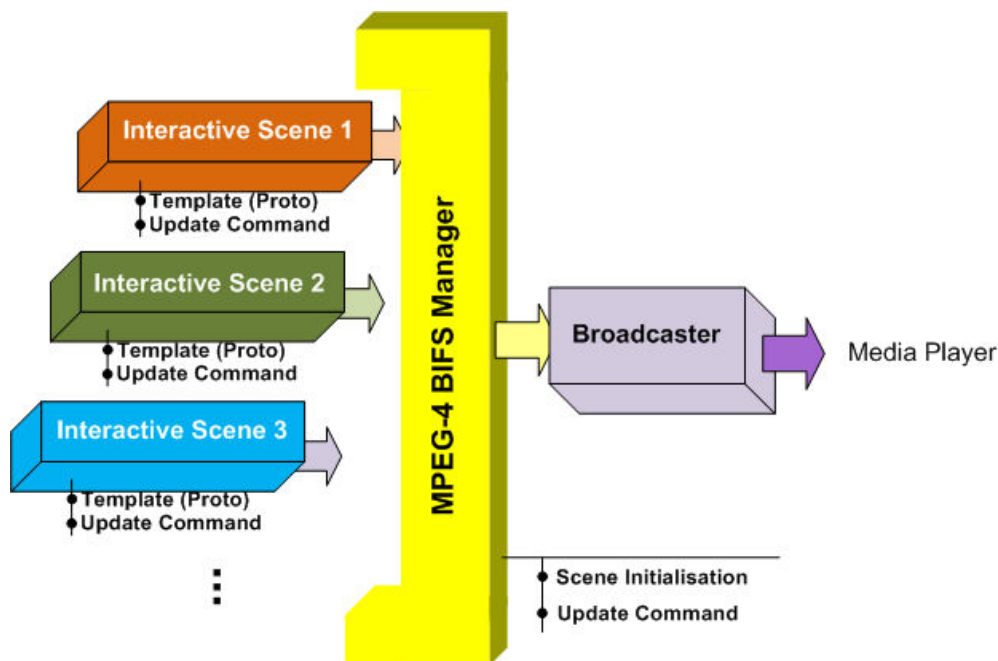 Interactive Scene 1
Template (Proto)
Update Command
Interactive Scene 2
Template (Proto)
Update Command
Interactive Scene 3
Template (Proto)
Update Command
MPEG-4 BIFS Manager
Scene Initialisation
Update Command
Broadcaster
Media Player